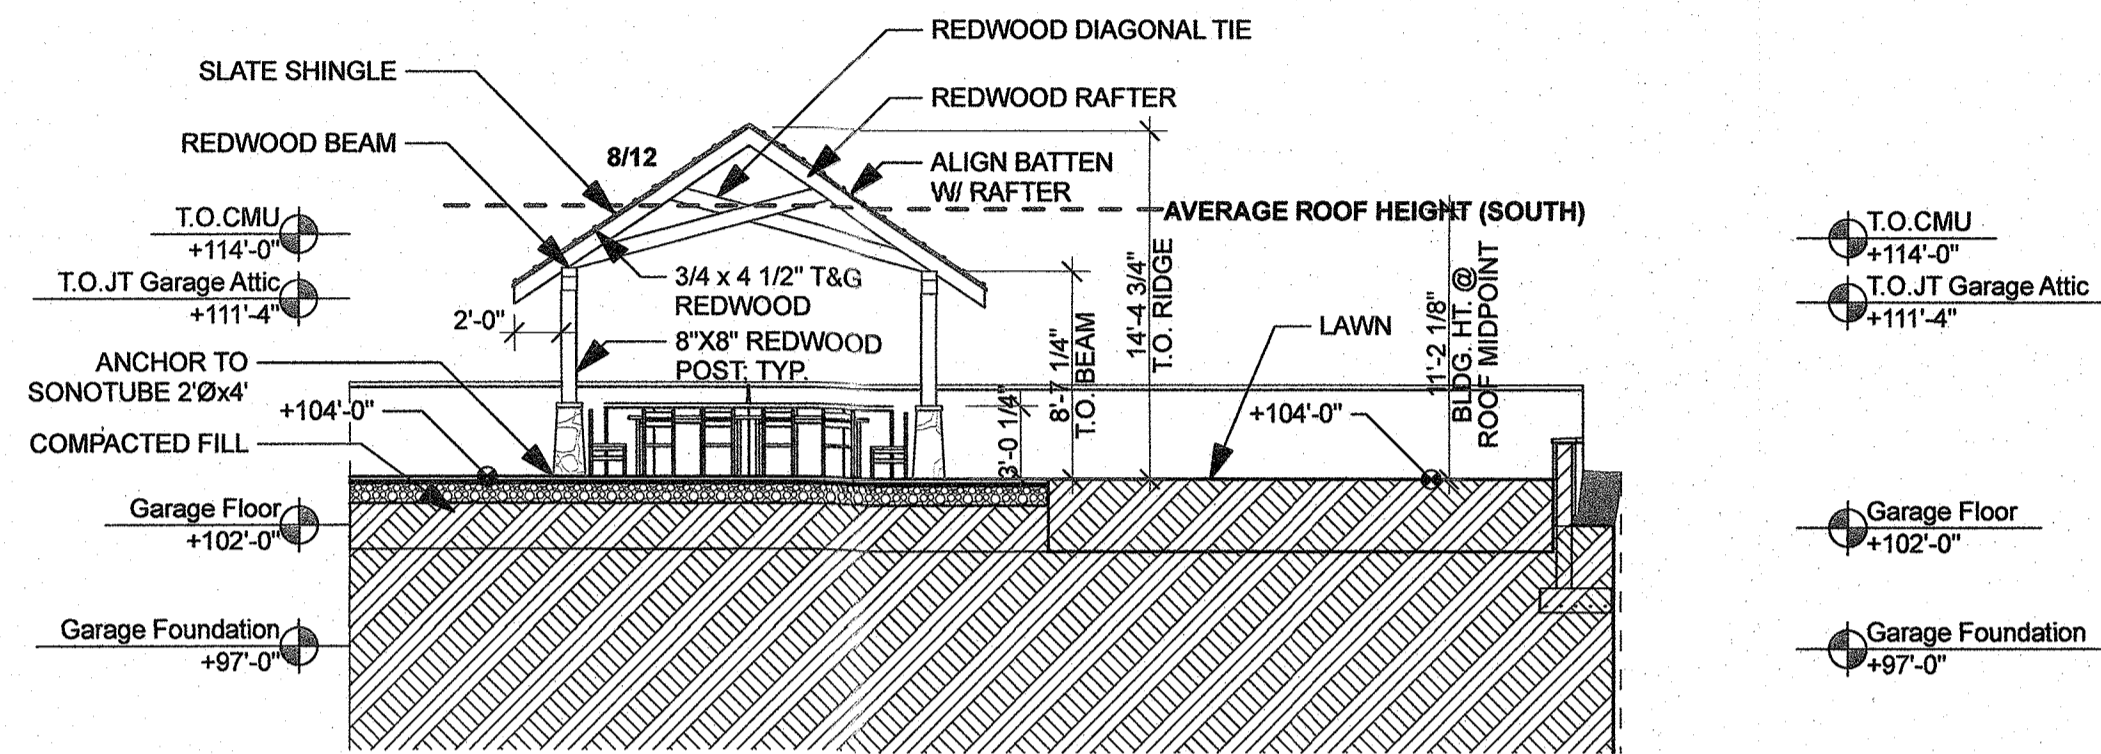 REDWOOD DIAGONAL TIE
SLATE SHINGLE
REDWOOD RAFTER
REDWOOD BEAM
8/12
ALIGN BATTEN
W/ RAFTER
AVERAGE ROOF HEIGHT (SOUTH)
T.O.CMU
+114'-0"
T.O.JT Garage Attic
+111'-4"
3/4 x 4 1/2" T&G
REDWOOD
2'-0"
8"X8" REDWOOD
POST; TYP.
ANCHOR TO
SONOTUBE 2'Øx4'
+104'-0"
COMPACTED FILL
3'-0 1/4"
8'-7 1/4"
T.O. BEAM
14'-4 3/4"
T.O. RIDGE
LAWN
+104'-0"
11'-2 1/8"
BLDG. HT. @
ROOF MIDPOINT
T.O.CMU
+114'-0"
T.O.JT Garage Attic
+111'-4"
Garage Floor
+102'-0"
Garage Foundation
+97'-0"
Garage Floor
+102'-0"
Garage Foundation
+97'-0"